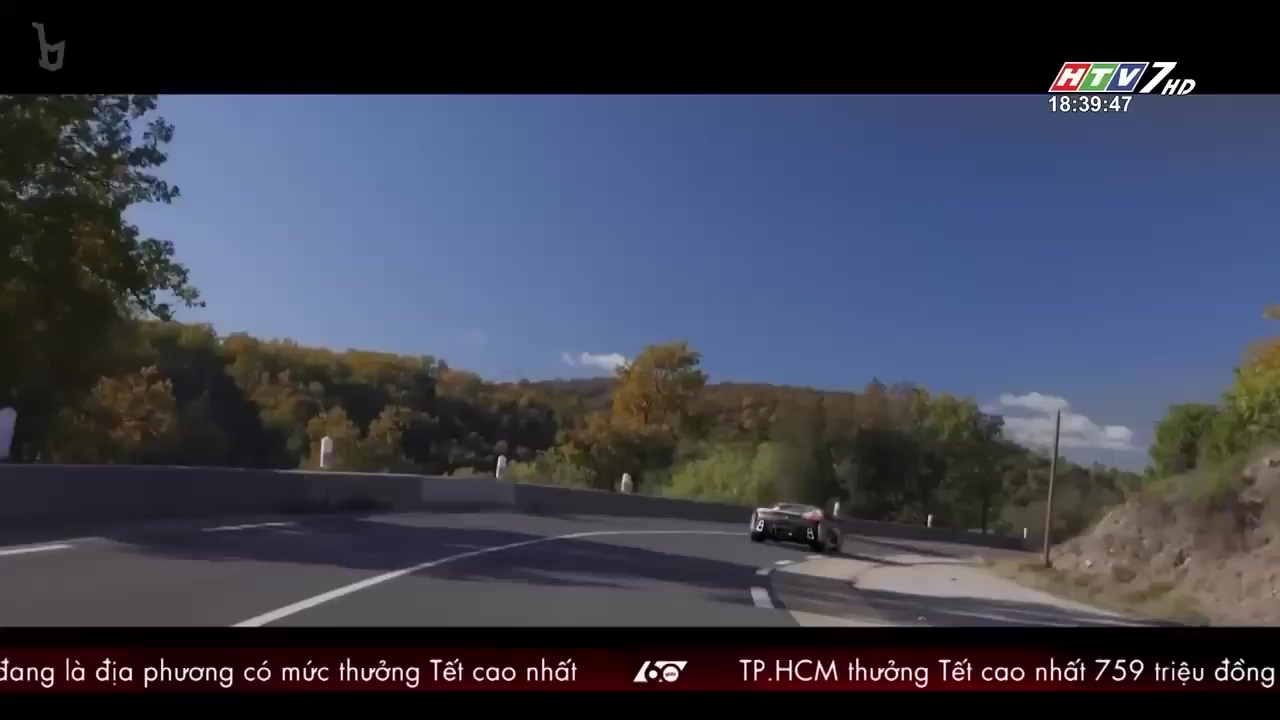 HTV7 HD
18:39:47
đang là địa phương có mức thưởng Tết cao nhất
TP.HCM thưởng Tết cao nhất 759 triệu đồng